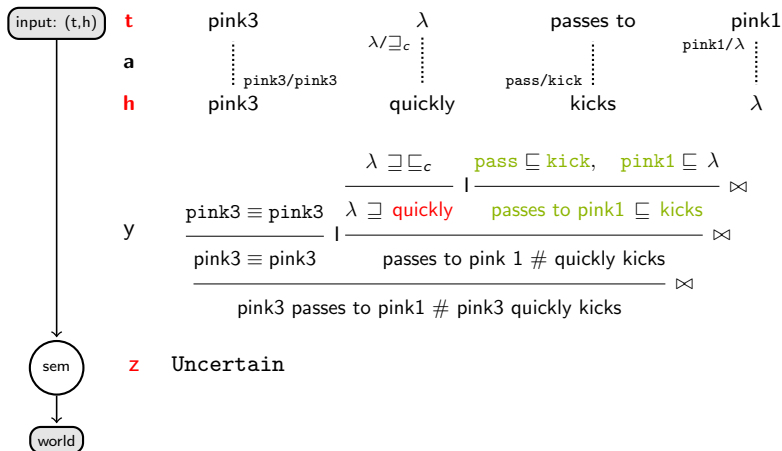 input: (t,h) t pink3 λ passes to pink1
λ/⊒c pink1/λ
a
pink3/pink3 pass/kick
h pink3 quickly kicks λ
λ ⊒ ⊑c pass ⊑ kick, pink1 ⊑ λ
⋈
pink3 ≡ pink3 λ ⊒ quickly passes to pink1 ⊑ kicks
y ⋈
pink3 ≡ pink3 passes to pink 1 # quickly kicks
⋈
pink3 passes to pink1 # pink3 quickly kicks
sem z Uncertain
world